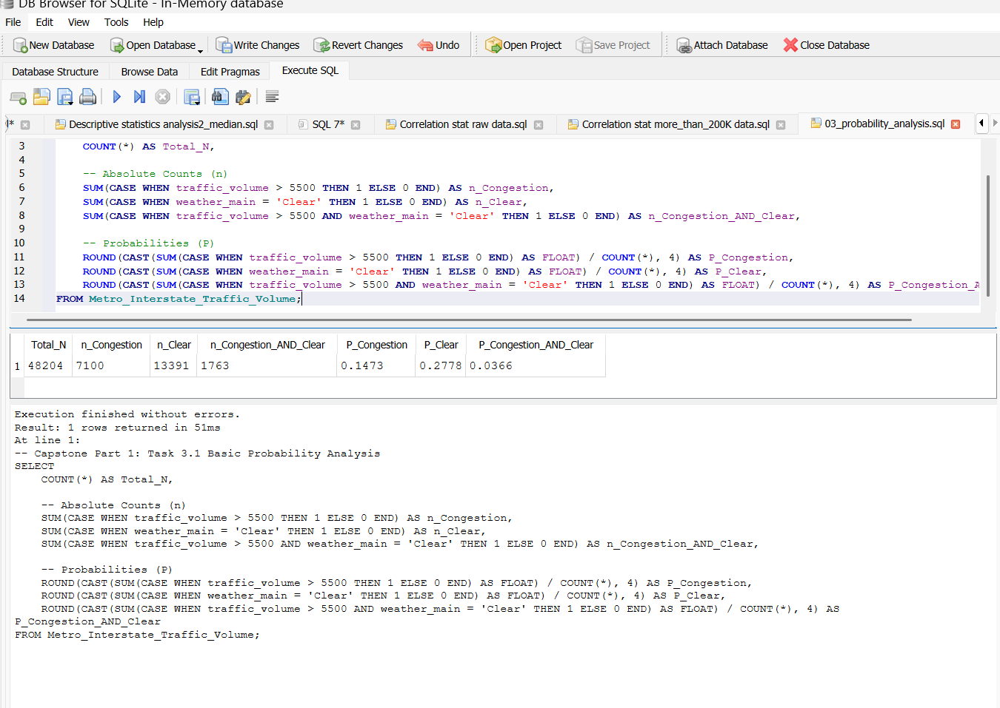 DB Browser for SQLite - In-Memory database
File Edit View Tools Help
New Database Open Database Write Changes Revert Changes Undo Open Project Save Project Attach Database Close Database
Database Structure Browse Data Edit Pragmas Execute SQL
* Descriptive statistics analysis2_median.sql SQL 7* Correlation stat raw data.sql Correlation stat more_than_200K data.sql 03_probability_analysis.sql
3 COUNT(*) AS Total_N,
4
5 -- Absolute Counts (n)
6 SUM(CASE WHEN traffic_volume > 5500 THEN 1 ELSE 0 END) AS n_Congestion,
7 SUM(CASE WHEN weather_main = 'Clear' THEN 1 ELSE 0 END) AS n_Clear,
8 SUM(CASE WHEN traffic_volume > 5500 AND weather_main = 'Clear' THEN 1 ELSE 0 END) AS n_Congestion_AND_Clear,
9
10 -- Probabilities (P)
11 ROUND(CAST(SUM(CASE WHEN traffic_volume > 5500 THEN 1 ELSE 0 END) AS FLOAT) / COUNT(*), 4) AS P_Congestion,
12 ROUND(CAST(SUM(CASE WHEN weather_main = 'Clear' THEN 1 ELSE 0 END) AS FLOAT) / COUNT(*), 4) AS P_Clear,
13 ROUND(CAST(SUM(CASE WHEN traffic_volume > 5500 AND weather_main = 'Clear' THEN 1 ELSE 0 END) AS FLOAT) / COUNT(*), 4) AS P_Congestion_A
14 FROM Metro_Interstate_Traffic_Volume;
Total_N n_Congestion n_Clear n_Congestion_AND_Clear P_Congestion P_Clear P_Congestion_AND_Clear
1 48204 7100 13391 1763 0.1473 0.2778 0.0366
Execution finished without errors.
Result: 1 rows returned in 51ms
At line 1:
-- Capstone Part 1: Task 3.1 Basic Probability Analysis
SELECT
COUNT(*) AS Total_N,
-- Absolute Counts (n)
SUM(CASE WHEN traffic_volume > 5500 THEN 1 ELSE 0 END) AS n_Congestion,
SUM(CASE WHEN weather_main = 'Clear' THEN 1 ELSE 0 END) AS n_Clear,
SUM(CASE WHEN traffic_volume > 5500 AND weather_main = 'Clear' THEN 1 ELSE 0 END) AS n_Congestion_AND_Clear,
-- Probabilities (P)
ROUND(CAST(SUM(CASE WHEN traffic_volume > 5500 THEN 1 ELSE 0 END) AS FLOAT) / COUNT(*), 4) AS P_Congestion,
ROUND(CAST(SUM(CASE WHEN weather_main = 'Clear' THEN 1 ELSE 0 END) AS FLOAT) / COUNT(*), 4) AS P_Clear,
ROUND(CAST(SUM(CASE WHEN traffic_volume > 5500 AND weather_main = 'Clear' THEN 1 ELSE 0 END) AS FLOAT) / COUNT(*), 4) AS
P_Congestion_AND_Clear
FROM Metro_Interstate_Traffic_Volume;